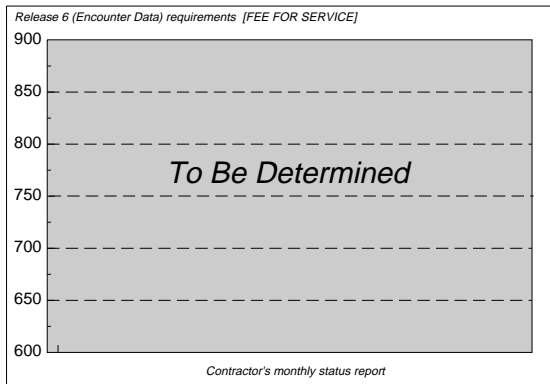 Release 6 (Encounter Data) requirements [FEE FOR SERVICE]
900
850
800
To Be Determined
750
700
650
600
Contractor's monthly status report